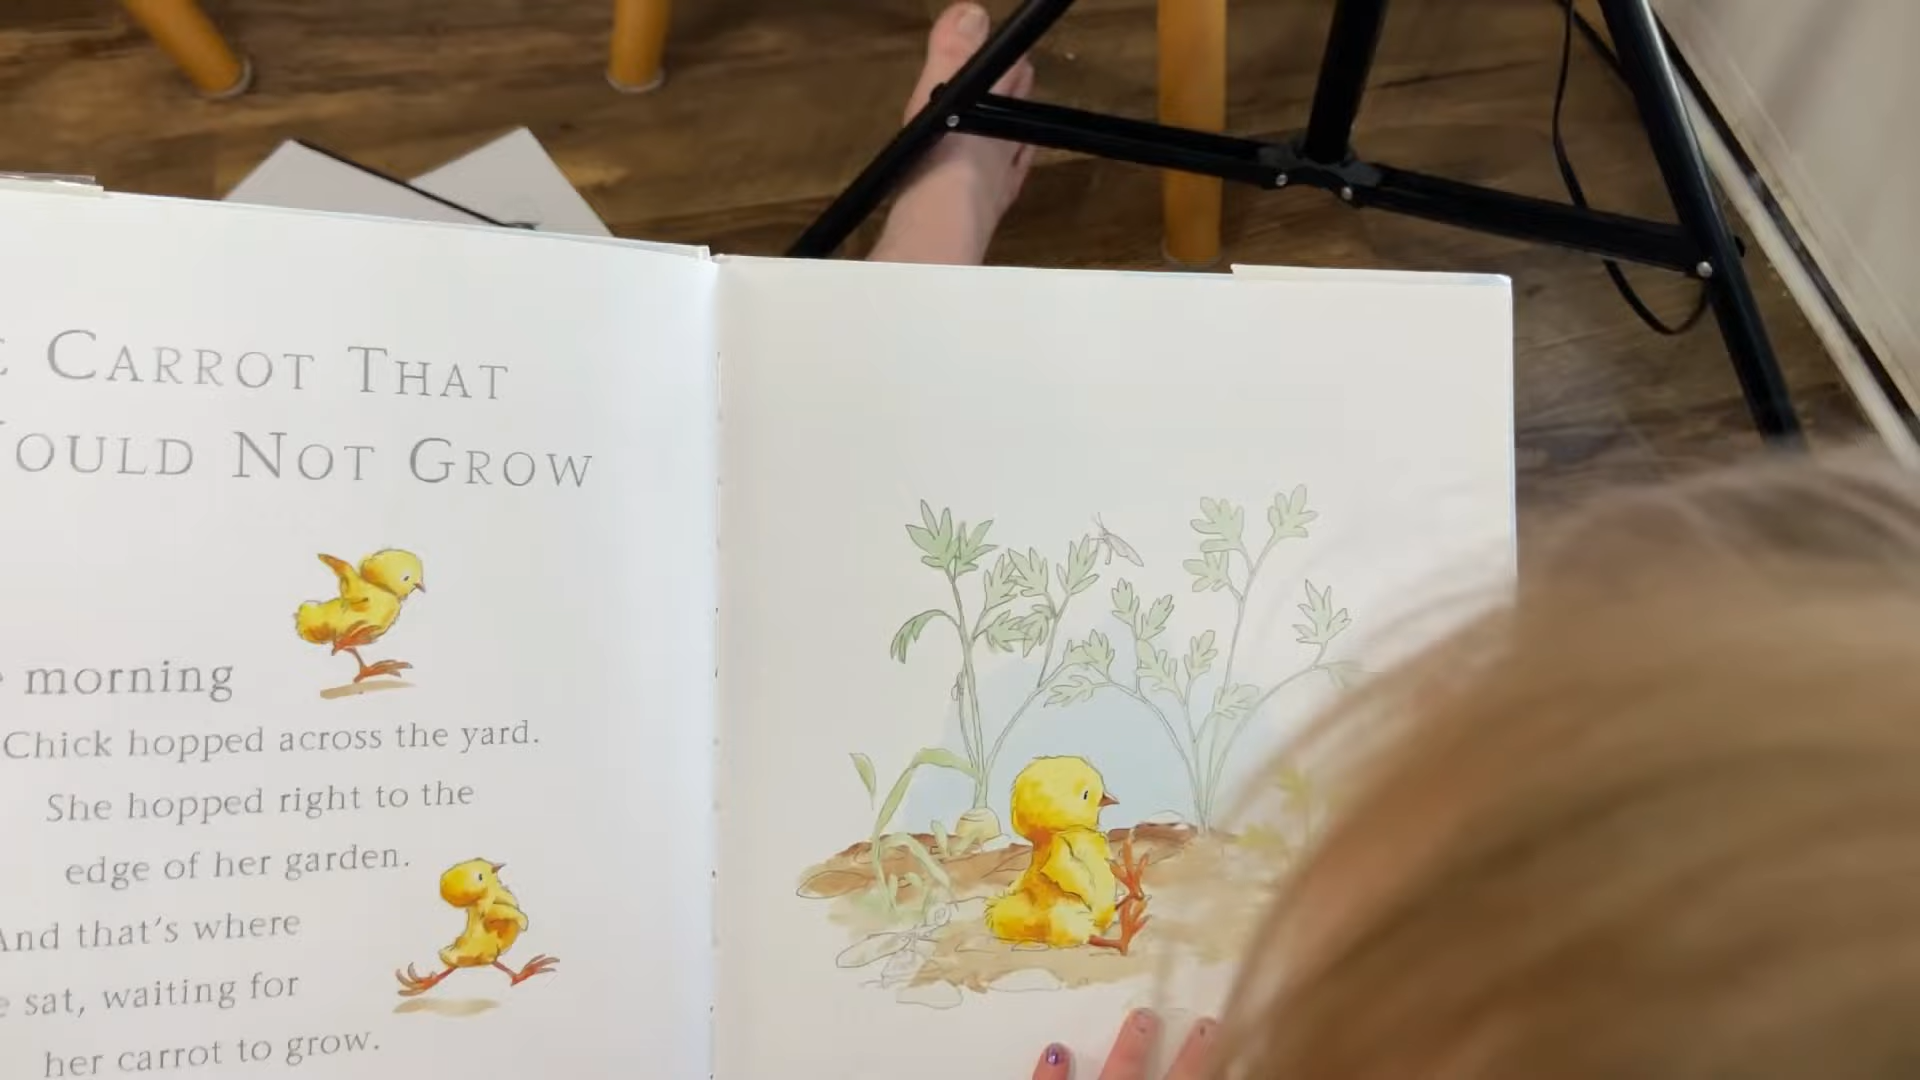 CARROT THAT
OULD NOT GROW
morning
Chick hopped across the yard.
She hopped right to the
edge of her garden.
And that's where
sat, waiting for
her carrot to grow.